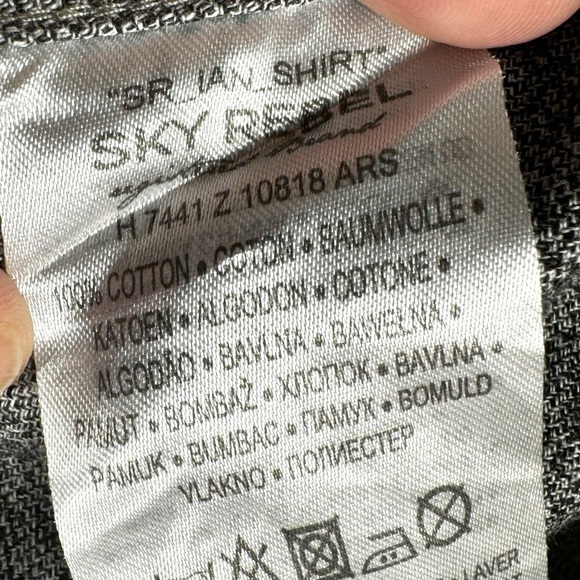 "SR_IAN_SHIRT"
SKY REBEL
H 7441 Z 10818 ARS
100% COTTON • COTON • BAUMWOLLE •
KATOEN • ALGODON • COTONE •
ALGODÃO • BAVLNA • BAWEŁNA •
PAMUT • BOMBAŽ • ХЛОПОК • BAVLNA •
PAMUK • BUMBAC • ПАМУК • BOMULD
VLAKNO • ПОЛИЕСТЕР
LAVER